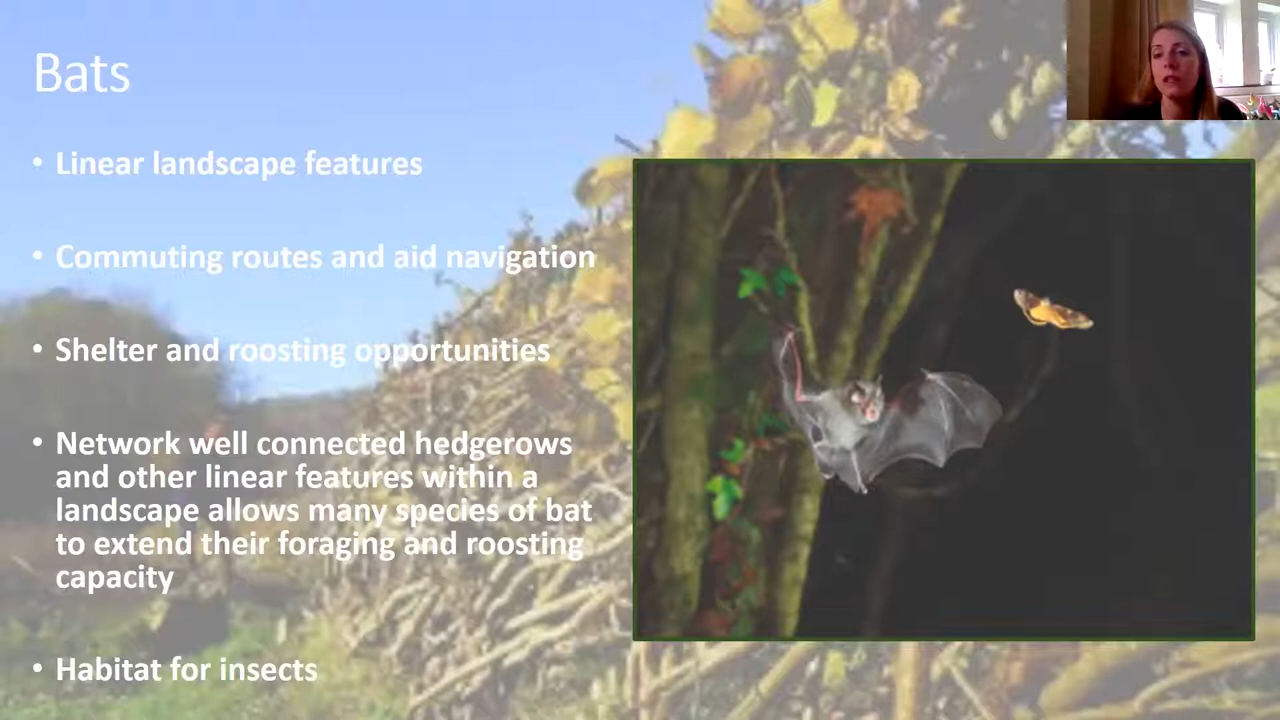 Bats
• Linear landscape features
• Commuting routes and aid navigation
• Shelter and roosting opportunities
• Network well connected hedgerows
and other linear features within a
landscape allows many species of bat
to extend their foraging and roosting
capacity
• Habitat for insects